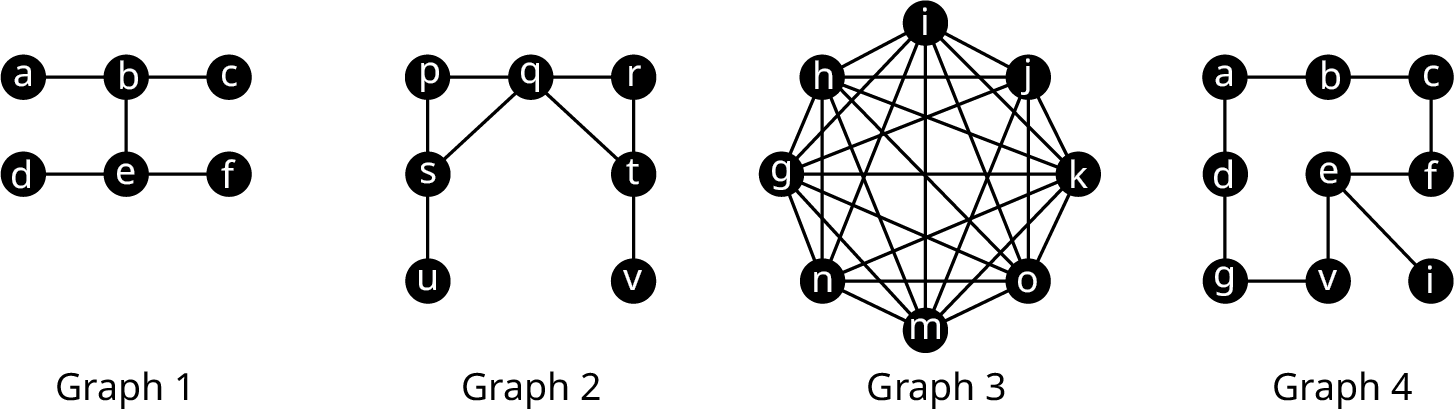 a b c
d e f
Graph 1
p q r
s t
u v
Graph 2
i
h j
g k
n o
m
Graph 3
a b c
d e f
g v i
Graph 4